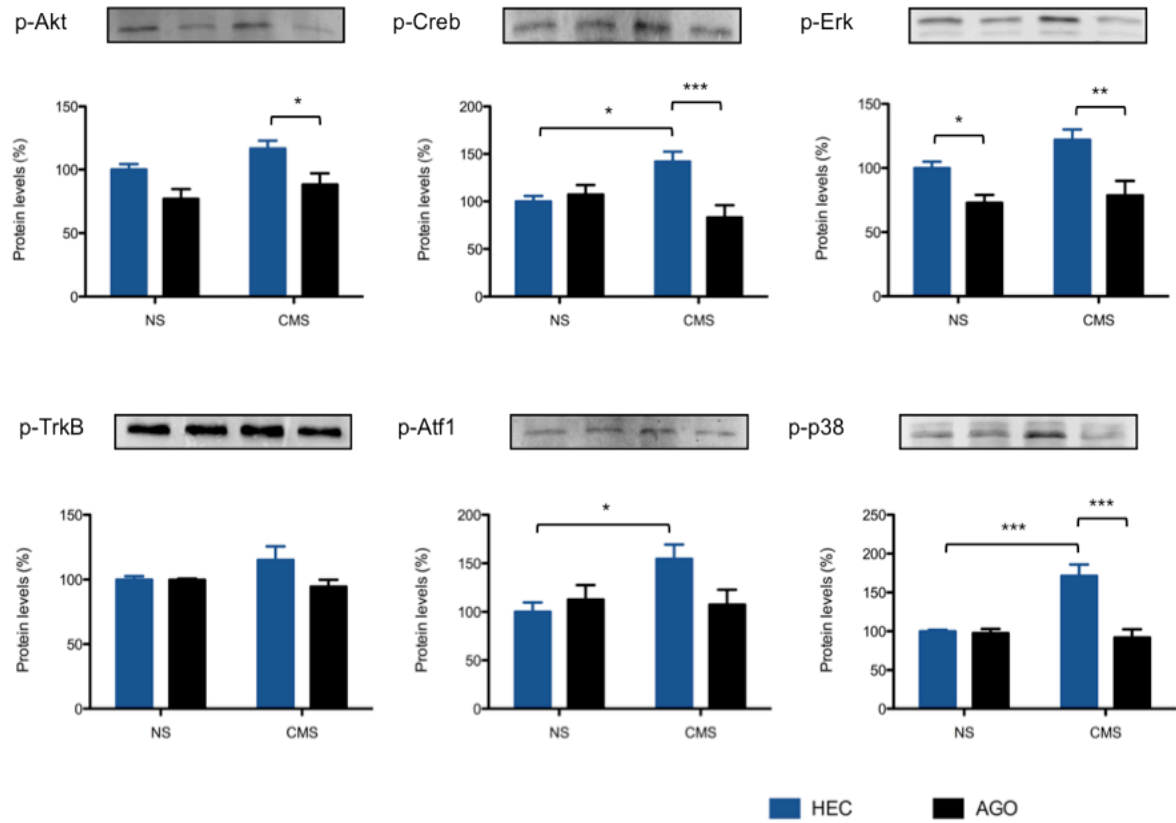 p-Akt
p-Creb
p-Erk
*
***
*
*
**
Protein levels (%)
150
100
50
0
NS
CMS
Protein levels (%)
200
150
100
50
0
NS
CMS
Protein levels (%)
150
100
50
0
NS
CMS
p-TrkB
p-Atf1
p-p38
*
***
***
Protein levels (%)
150
100
50
0
NS
CMS
Protein levels (%)
200
150
100
50
0
NS
CMS
Protein levels (%)
250
200
150
100
50
0
NS
CMS
HEC
AGO